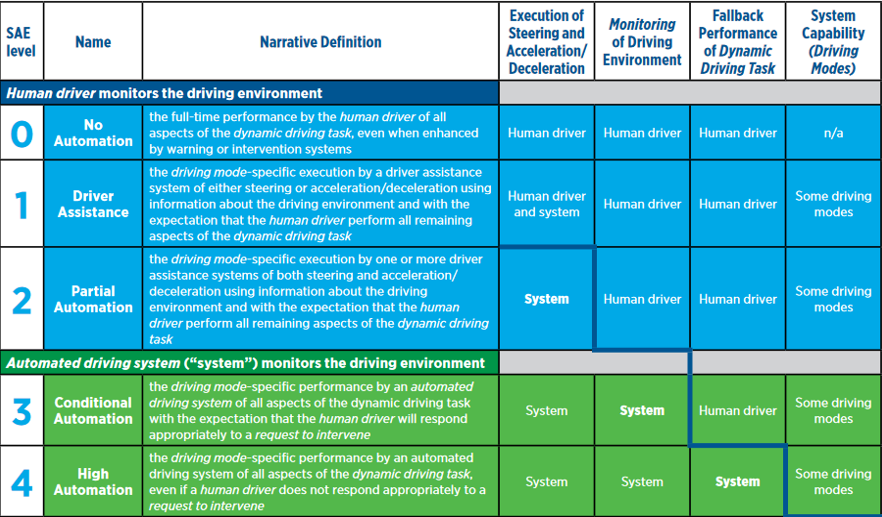 SAE level
Name
Narrative Definition
Execution of Steering and Acceleration/ Deceleration
Monitoring of Driving Environment
Fallback Performance of Dynamic Driving Task
System Capability (Driving Modes)
Human driver monitors the driving environment
0
No Automation
the full-time performance by the human driver of all
aspects of the dynamic driving task, even when enhanced
by warning or intervention systems
Human driver
Human driver
Human driver
n/a
1
Driver Assistance
the driving mode-specific execution by a driver assistance
system of either steering or acceleration/deceleration using
information about the driving environment and with the
expectation that the human driver perform all remaining
aspects of the dynamic driving task
Human driver and system
Human driver
Human driver
Some driving modes
2
Partial Automation
the driving mode-specific execution by one or more driver
assistance systems of both steering and acceleration/
deceleration using information about the driving
environment and with the expectation that the human
driver perform all remaining aspects of the dynamic driving
task
System
Human driver
Human driver
Some driving modes
Automated driving system (“system”) monitors the driving environment
3
Conditional Automation
the driving mode-specific performance by an automated
driving system of all aspects of the dynamic driving task
with the expectation that the human driver will respond
appropriately to a request to intervene
System
System
Human driver
Some driving modes
4
High Automation
the driving mode-specific performance by an automated
driving system of all aspects of the dynamic driving task,
even if a human driver does not respond appropriately to a
request to intervene
System
System
System
Some driving modes